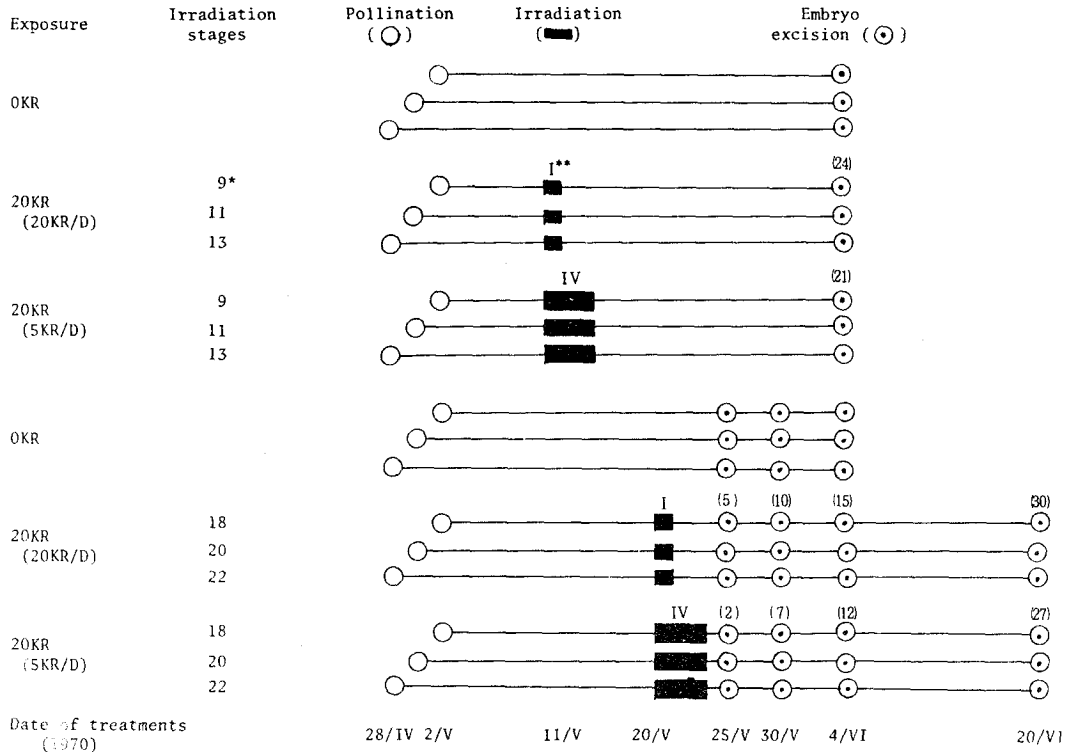 Exposure Irradiation stages Pollination ( ) Irradiation ( ) Embryo excision ( )
0KR
I** (24)
9*
20KR (20KR/D) 11
13
IV (21)
9
20KR (5KR/D) 11
13
0KR
I (5) (10) (15) (30)
18
20KR (20KR/D) 20
22
IV (2) (7) (12) (27)
18
20KR (5KR/D) 20
22
Date of treatments (1970) 28/IV 2/V 11/V 20/V 25/V 30/V 4/VI 20/VI